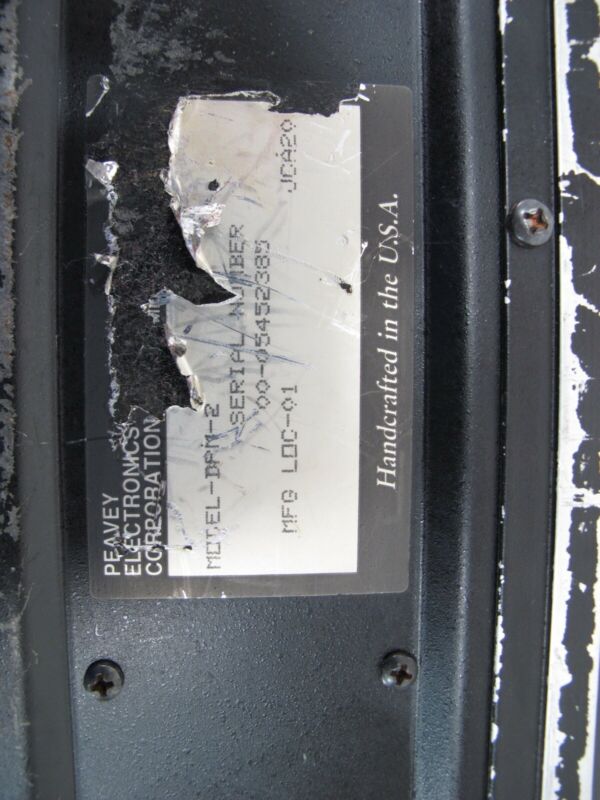 PEAVEY
ELECTRONICS
CORPORATION
MODEL-DPM-2
SERIAL NUMBER
00-05452385
MFG LOC-01 JCA20
Handcrafted in the U.S.A.